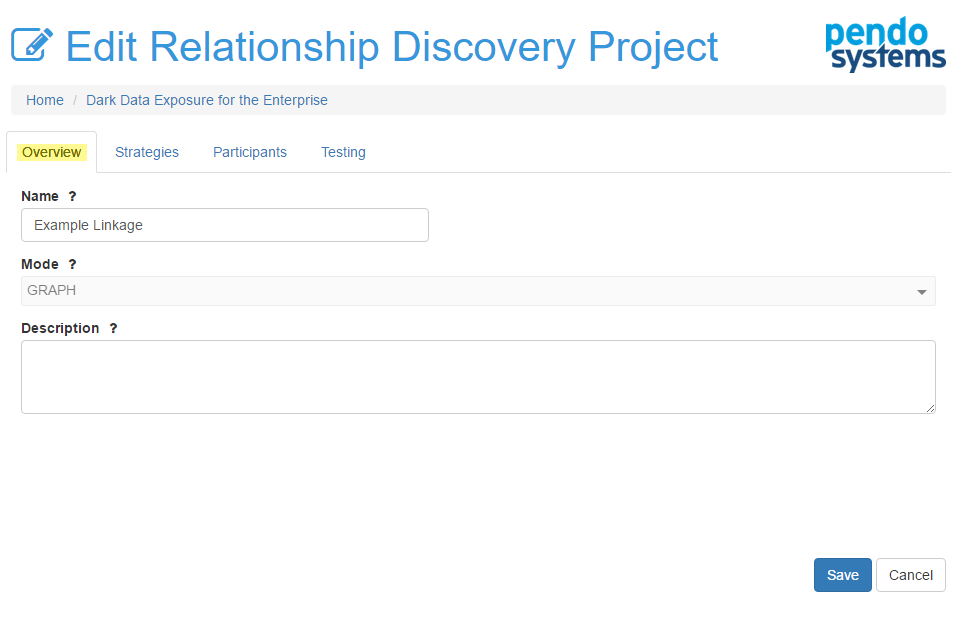 Edit Relationship Discovery Project
pendo
systems
Home / Dark Data Exposure for the Enterprise
Overview Strategies Participants Testing
Name ?
Example Linkage
Mode ?
GRAPH
Description ?
Save Cancel